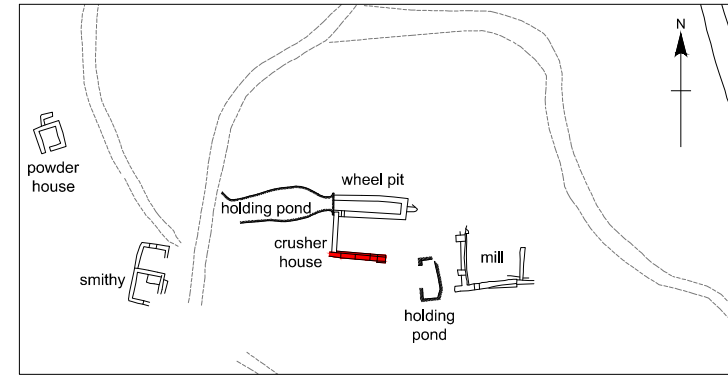 N
powder
house
wheel pit
holding pond
crusher
house
mill
smithy
holding
pond